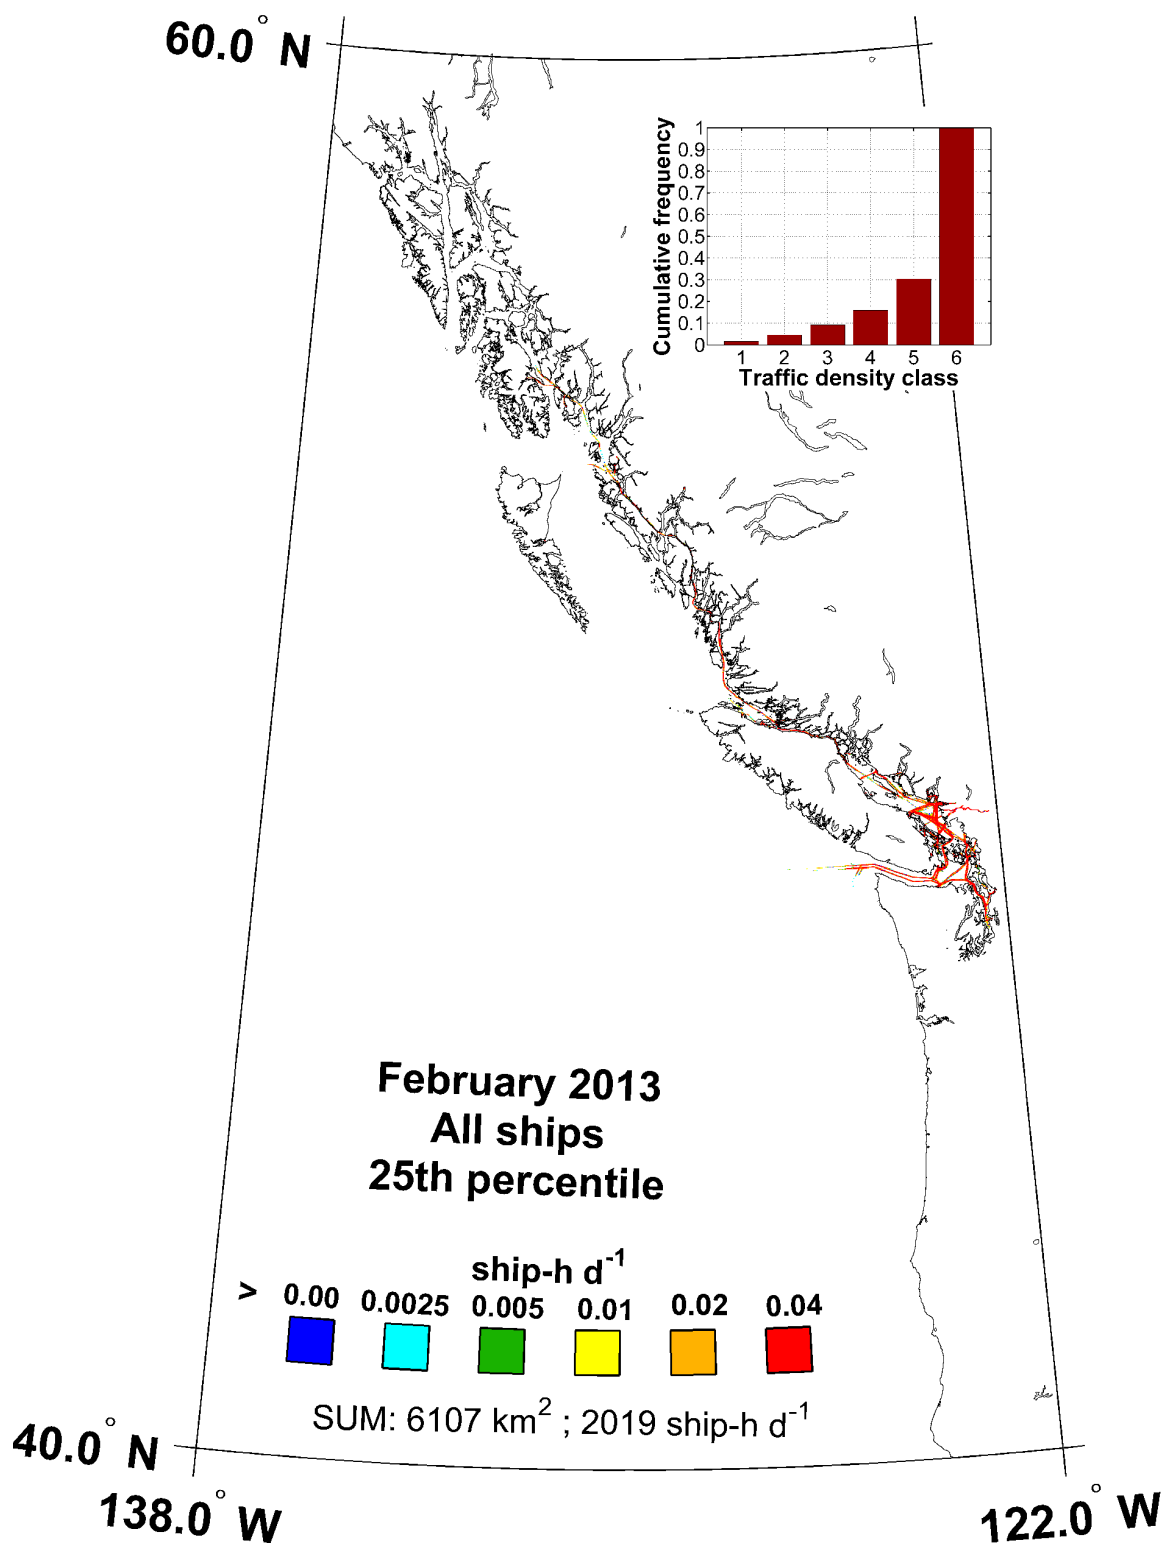 60.0° N
Cumulative frequency
1
0.9
0.8
0.7
0.6
0.5
0.4
0.3
0.2
0.1
0
1 2 3 4 5 6
Traffic density class
February 2013
All ships
25th percentile
ship-h d⁻¹
> 0.00 0.0025 0.005 0.01 0.02 0.04
SUM: 6107 km² ; 2019 ship-h d⁻¹
40.0° N
138.0° W
122.0° W